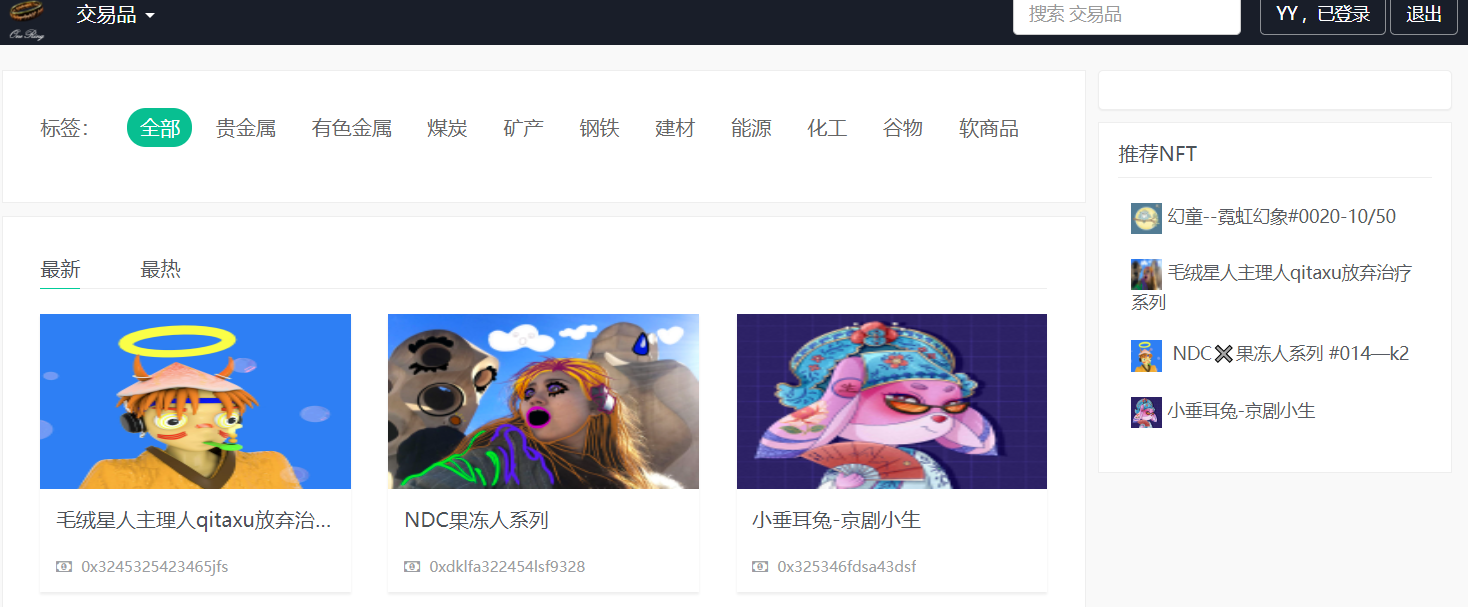 One Ring
交易品
搜索 交易品
YY，已登录
退出
标签：
全部
贵金属
有色金属
煤炭
矿产
钢铁
建材
能源
化工
谷物
软商品
最新
最热
毛绒星人主理人qitaxu放弃治...
0x3245325423465jfs
NDC果冻人系列
0xdklfa322454lsf9328
小垂耳兔-京剧小生
0x325346fdsa43dsf
推荐NFT
幻童--霓虹幻象#0020-10/50
毛绒星人主理人qitaxu放弃治疗
系列
NDC✖果冻人系列 #014—k2
小垂耳兔-京剧小生